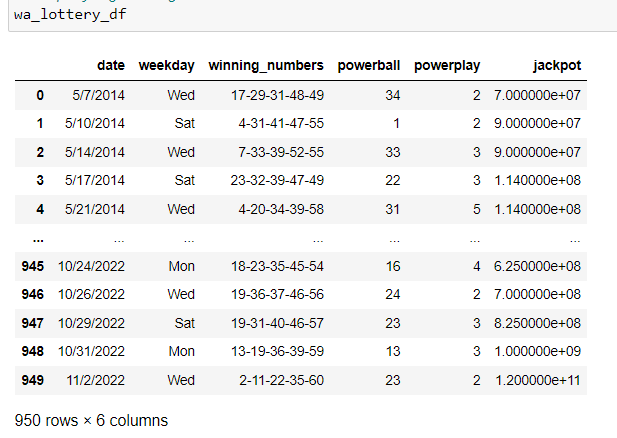 wa_lottery_df
date weekday winning_numbers powerball powerplay jackpot
0 5/7/2014 Wed 17-29-31-48-49 34 2 7.000000e+07
1 5/10/2014 Sat 4-31-41-47-55 1 2 9.000000e+07
2 5/14/2014 Wed 7-33-39-52-55 33 3 9.000000e+07
3 5/17/2014 Sat 23-32-39-47-49 22 3 1.140000e+08
4 5/21/2014 Wed 4-20-34-39-58 31 5 1.140000e+08
... ... ... ... ... ... ...
945 10/24/2022 Mon 18-23-35-45-54 16 4 6.250000e+08
946 10/26/2022 Wed 19-36-37-46-56 24 2 7.000000e+08
947 10/29/2022 Sat 19-31-40-46-57 23 3 8.250000e+08
948 10/31/2022 Mon 13-19-36-39-59 13 3 1.000000e+09
949 11/2/2022 Wed 2-11-22-35-60 23 2 1.200000e+11
950 rows × 6 columns